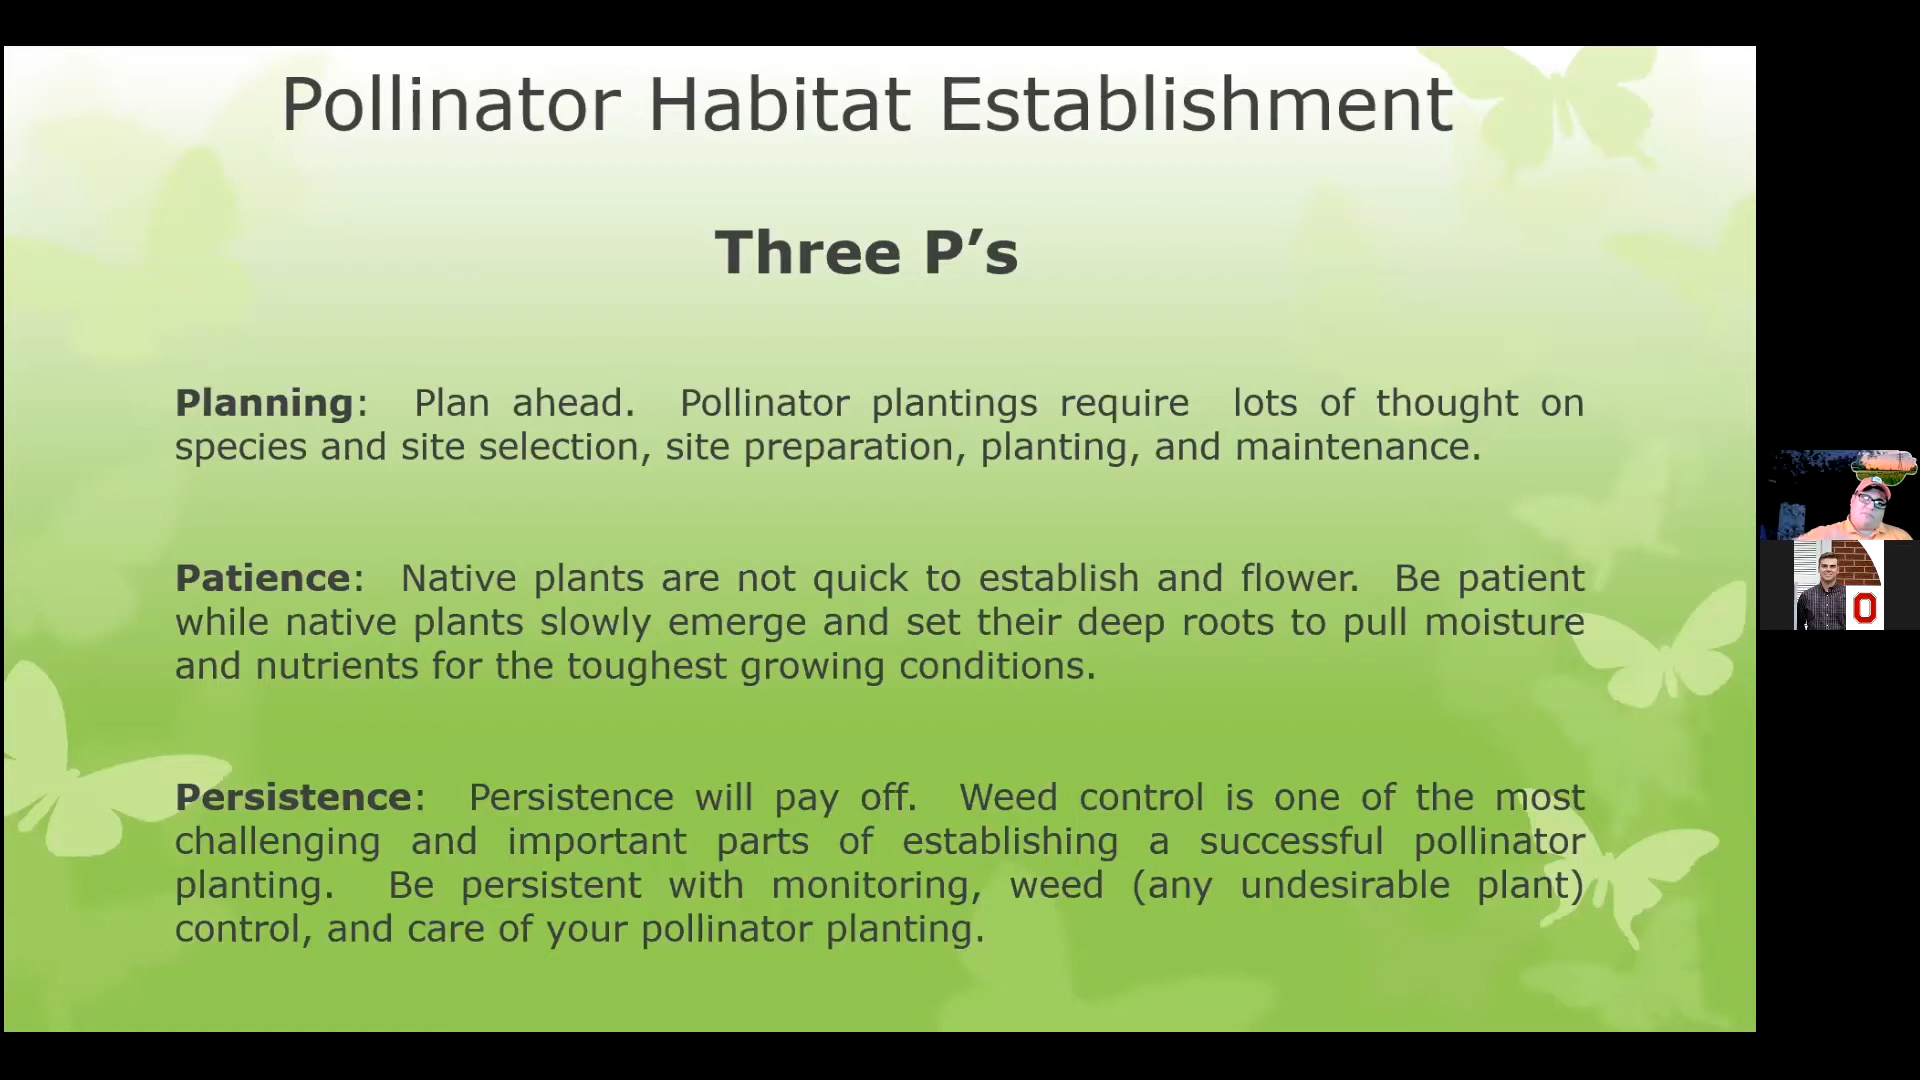 Pollinator Habitat Establishment
Three P’s
Planning:  Plan ahead.  Pollinator plantings require  lots of thought on
species and site selection, site preparation, planting, and maintenance.
Patience:  Native plants are not quick to establish and flower.  Be patient
while native plants slowly emerge and set their deep roots to pull moisture
and nutrients for the toughest growing conditions.
Persistence:  Persistence will pay off.  Weed control is one of the most
challenging and important parts of establishing a successful pollinator
planting.  Be persistent with monitoring, weed (any undesirable plant)
control, and care of your pollinator planting.
O